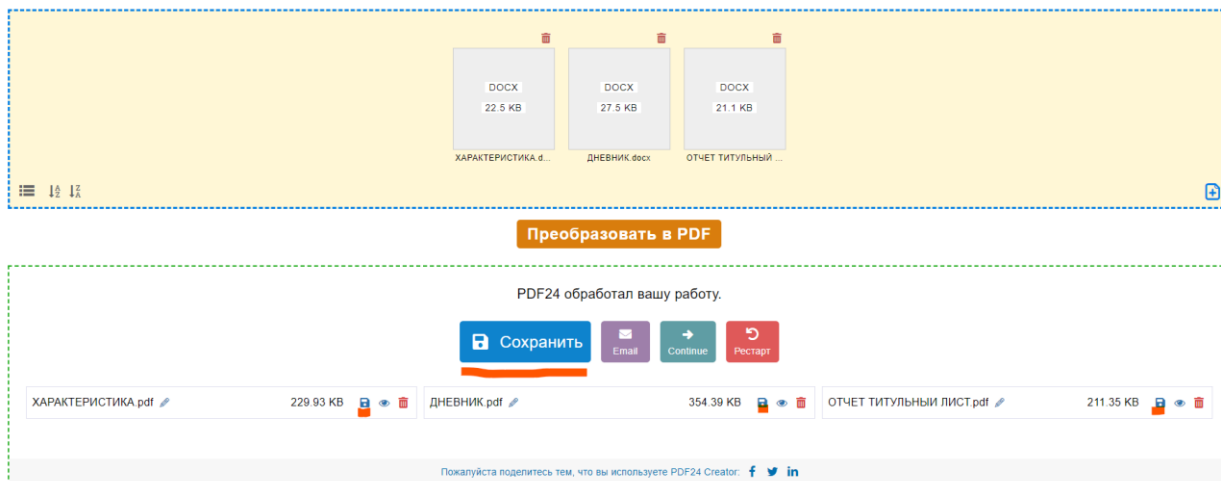 DOCX
22.5 KB
DOCX
27.5 KB
DOCX
21.1 KB
ХАРАКТЕРИСТИКА.d...
ДНЕВНИК.docx
ОТЧЕТ ТИТУЛЬНЫЙ ...
Преобразовать в PDF
PDF24 обработал вашу работу.
Сохранить
Email
Continue
Рестарт
ХАРАКТЕРИСТИКА.pdf
229.93 KB
ДНЕВНИК.pdf
354.39 KB
ОТЧЕТ ТИТУЛЬНЫЙ ЛИСТ.pdf
211.35 KB
Пожалуйста поделитесь тем, что вы используете PDF24 Creator: